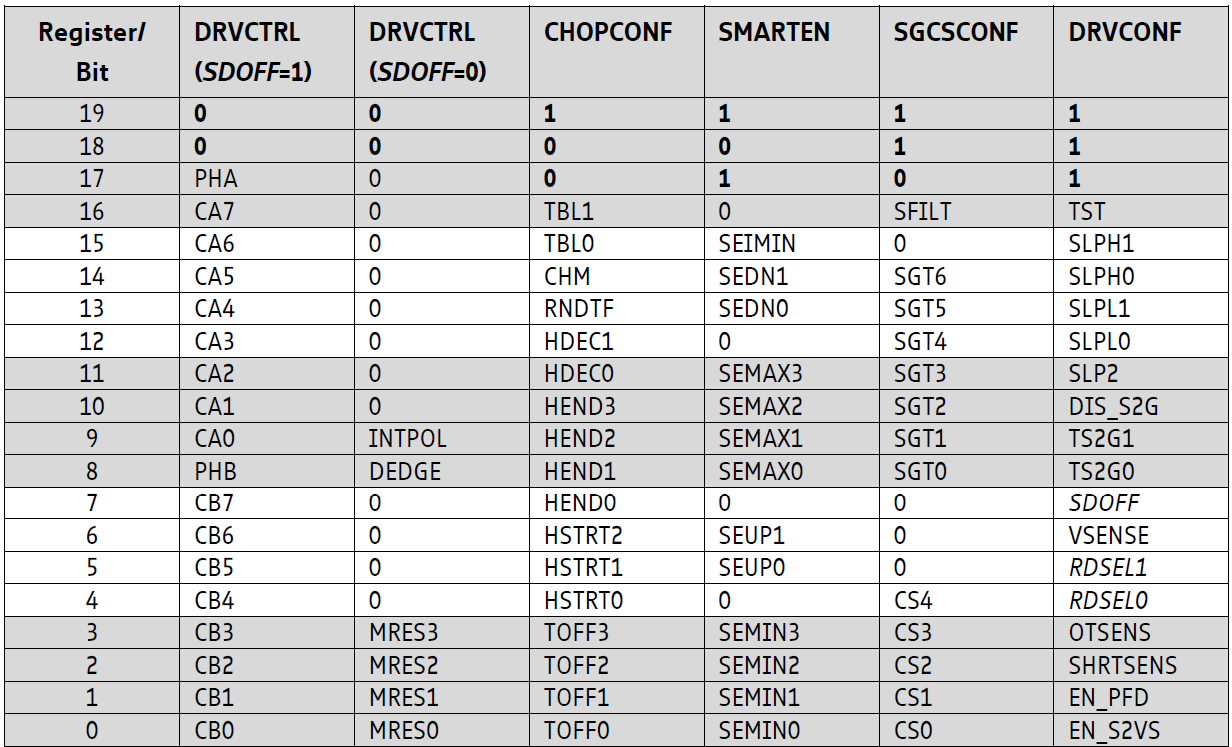 Register/ DRVCTRL DRVCTRL CHOPCONF SMARTEN SGCSCONF DRVCONF
Bit (SDOFF=1) (SDOFF=0)
19 0 0 1 1 1 1
18 0 0 0 0 1 1
17 PHA 0 0 1 0 1
16 CA7 0 TBL1 0 SFILT TST
15 CA6 0 TBL0 SEIMIN 0 SLPH1
14 CA5 0 CHM SEDN1 SGT6 SLPH0
13 CA4 0 RNDTF SEDN0 SGT5 SLPL1
12 CA3 0 HDEC1 0 SGT4 SLPL0
11 CA2 0 HDEC0 SEMAX3 SGT3 SLP2
10 CA1 0 HEND3 SEMAX2 SGT2 DIS_S2G
9 CA0 INTPOL HEND2 SEMAX1 SGT1 TS2G1
8 PHB DEDGE HEND1 SEMAX0 SGT0 TS2G0
7 CB7 0 HEND0 0 0 SDOFF
6 CB6 0 HSTRT2 SEUP1 0 VSENSE
5 CB5 0 HSTRT1 SEUP0 0 RDSEL1
4 CB4 0 HSTRT0 0 CS4 RDSEL0
3 CB3 MRES3 TOFF3 SEMIN3 CS3 OTSENS
2 CB2 MRES2 TOFF2 SEMIN2 CS2 SHRTSENS
1 CB1 MRES1 TOFF1 SEMIN1 CS1 EN_PFD
0 CB0 MRES0 TOFF0 SEMIN0 CS0 EN_S2VS